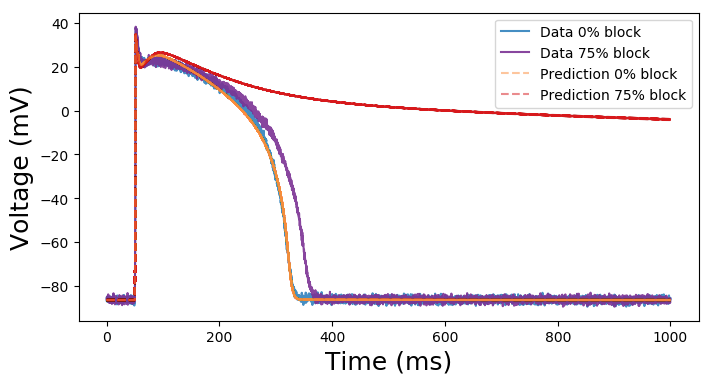 40
20
0
−20
−40
−60
−80
Voltage (mV)
Data 0% block
Data 75% block
Prediction 0% block
Prediction 75% block
0
200
400
600
800
1000
Time (ms)